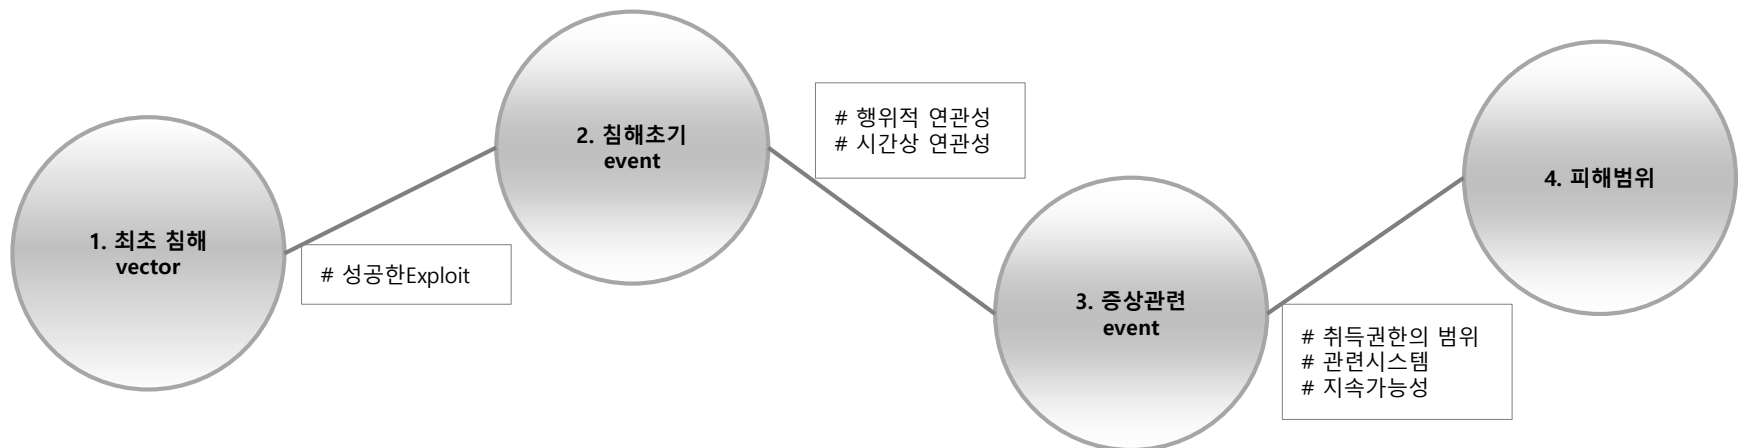 1. 최초 침해
vector
# 성공한Exploit
2. 침해초기
event
# 행위적 연관성
# 시간상 연관성
3. 증상관련
event
# 취득권한의 범위
# 관련시스템
# 지속가능성
4. 피해범위